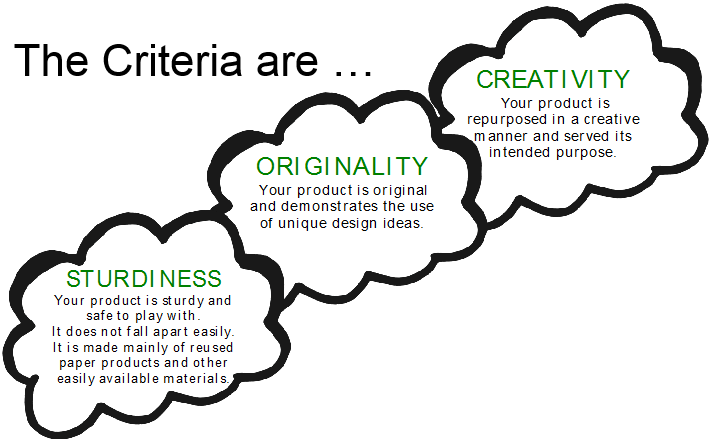 The Criteria are ...
CREATIVITY
Your product is
repurposed in a creative
manner and served its
intended purpose.
ORIGINALITY
Your product is original
and demonstrates the use
of unique design ideas.
STURDINESS
Your product is sturdy and
safe to play with.
It does not fall apart easily.
It is made mainly of reused
paper products and other
easily available materials.